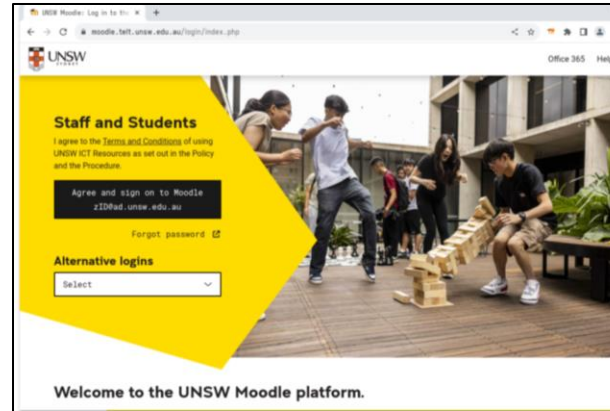 UNSW Moodle: Log in to the
moodle.telt.unsw.edu.au/login/index.php
UNSW
SYDNEY
Office 365 Help
Staff and Students
I agree to the Terms and Conditions of using
UNSW ICT Resources as set out in the Policy
and the Procedure.
Agree and sign on to Moodle
zID@ad.unsw.edu.au
Forgot password
Alternative logins
Select
Welcome to the UNSW Moodle platform.